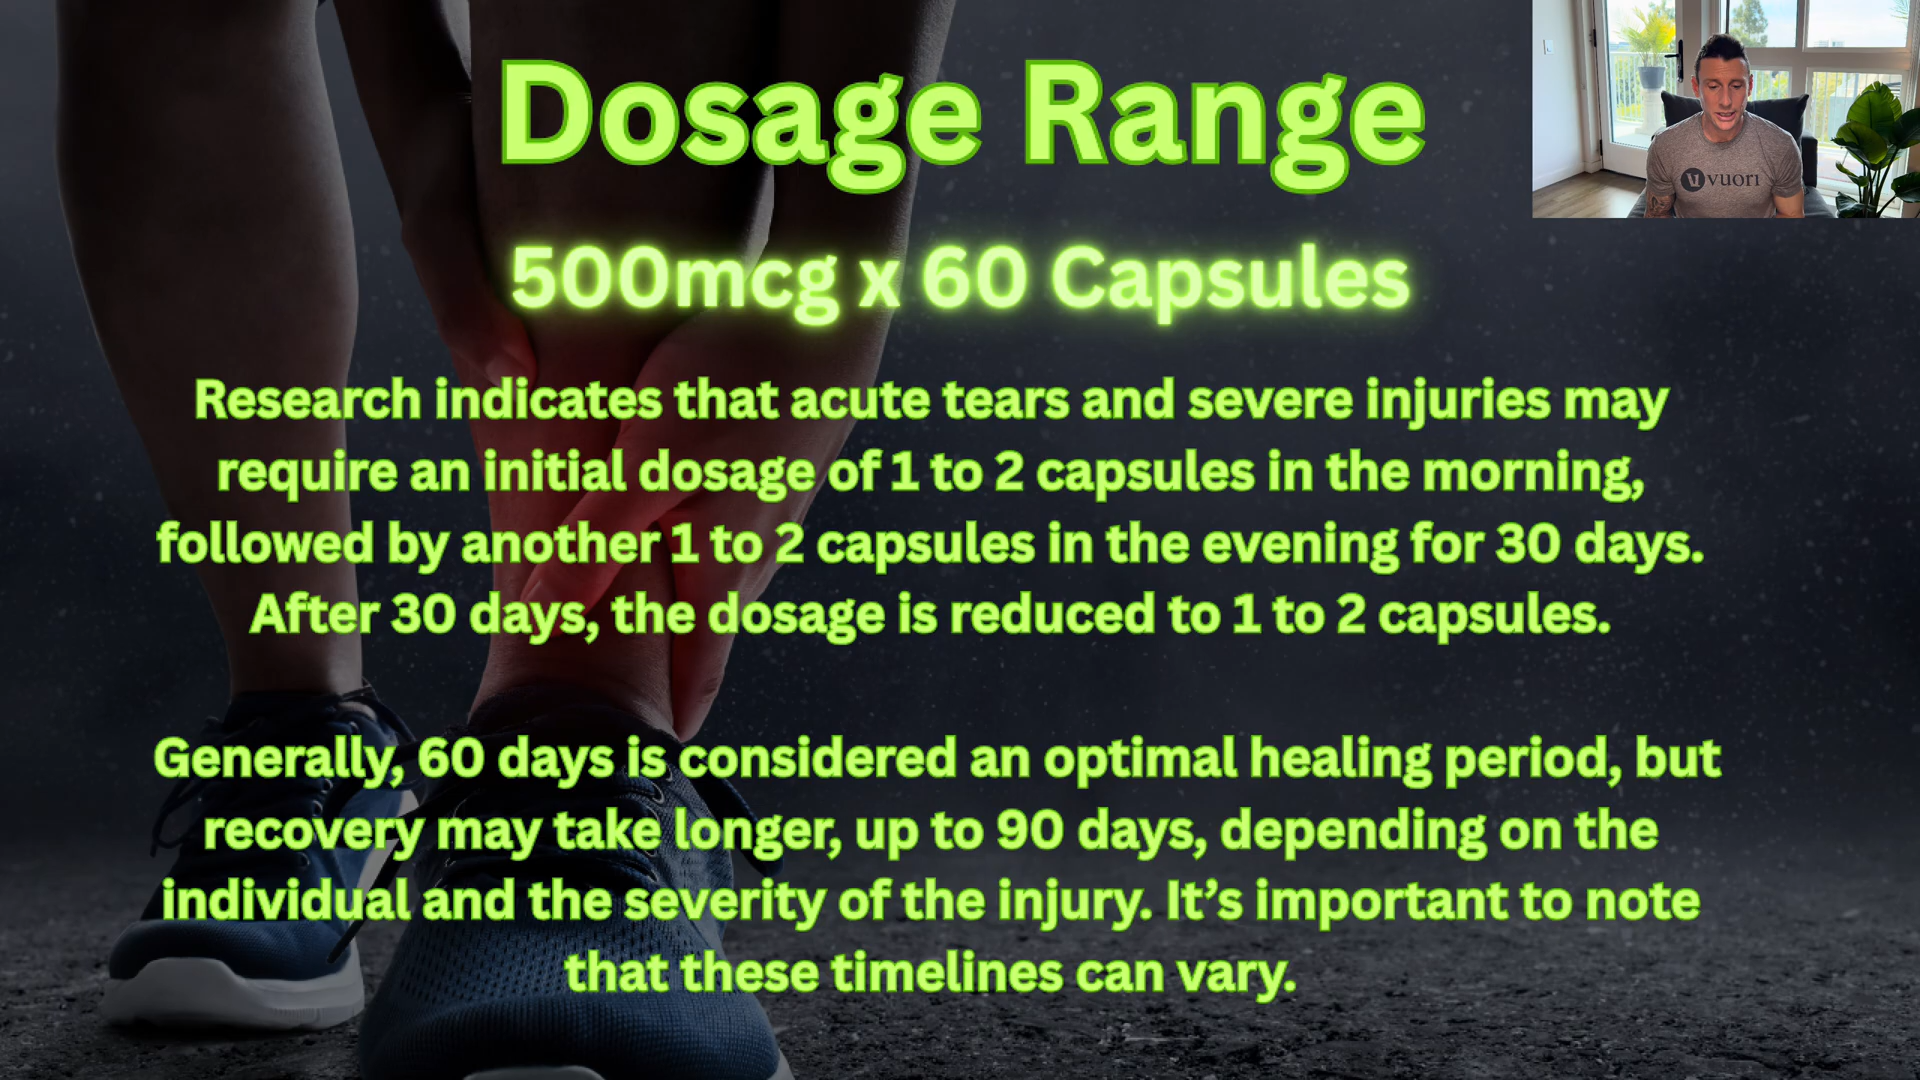 Dosage Range
vuori
500mcg x 60 Capsules
Research indicates that acute tears and severe injuries may
require an initial dosage of 1 to 2 capsules in the morning,
followed by another 1 to 2 capsules in the evening for 30 days.
After 30 days, the dosage is reduced to 1 to 2 capsules.
Generally, 60 days is considered an optimal healing period, but
recovery may take longer, up to 90 days, depending on the
individual and the severity of the injury. It’s important to note
that these timelines can vary.